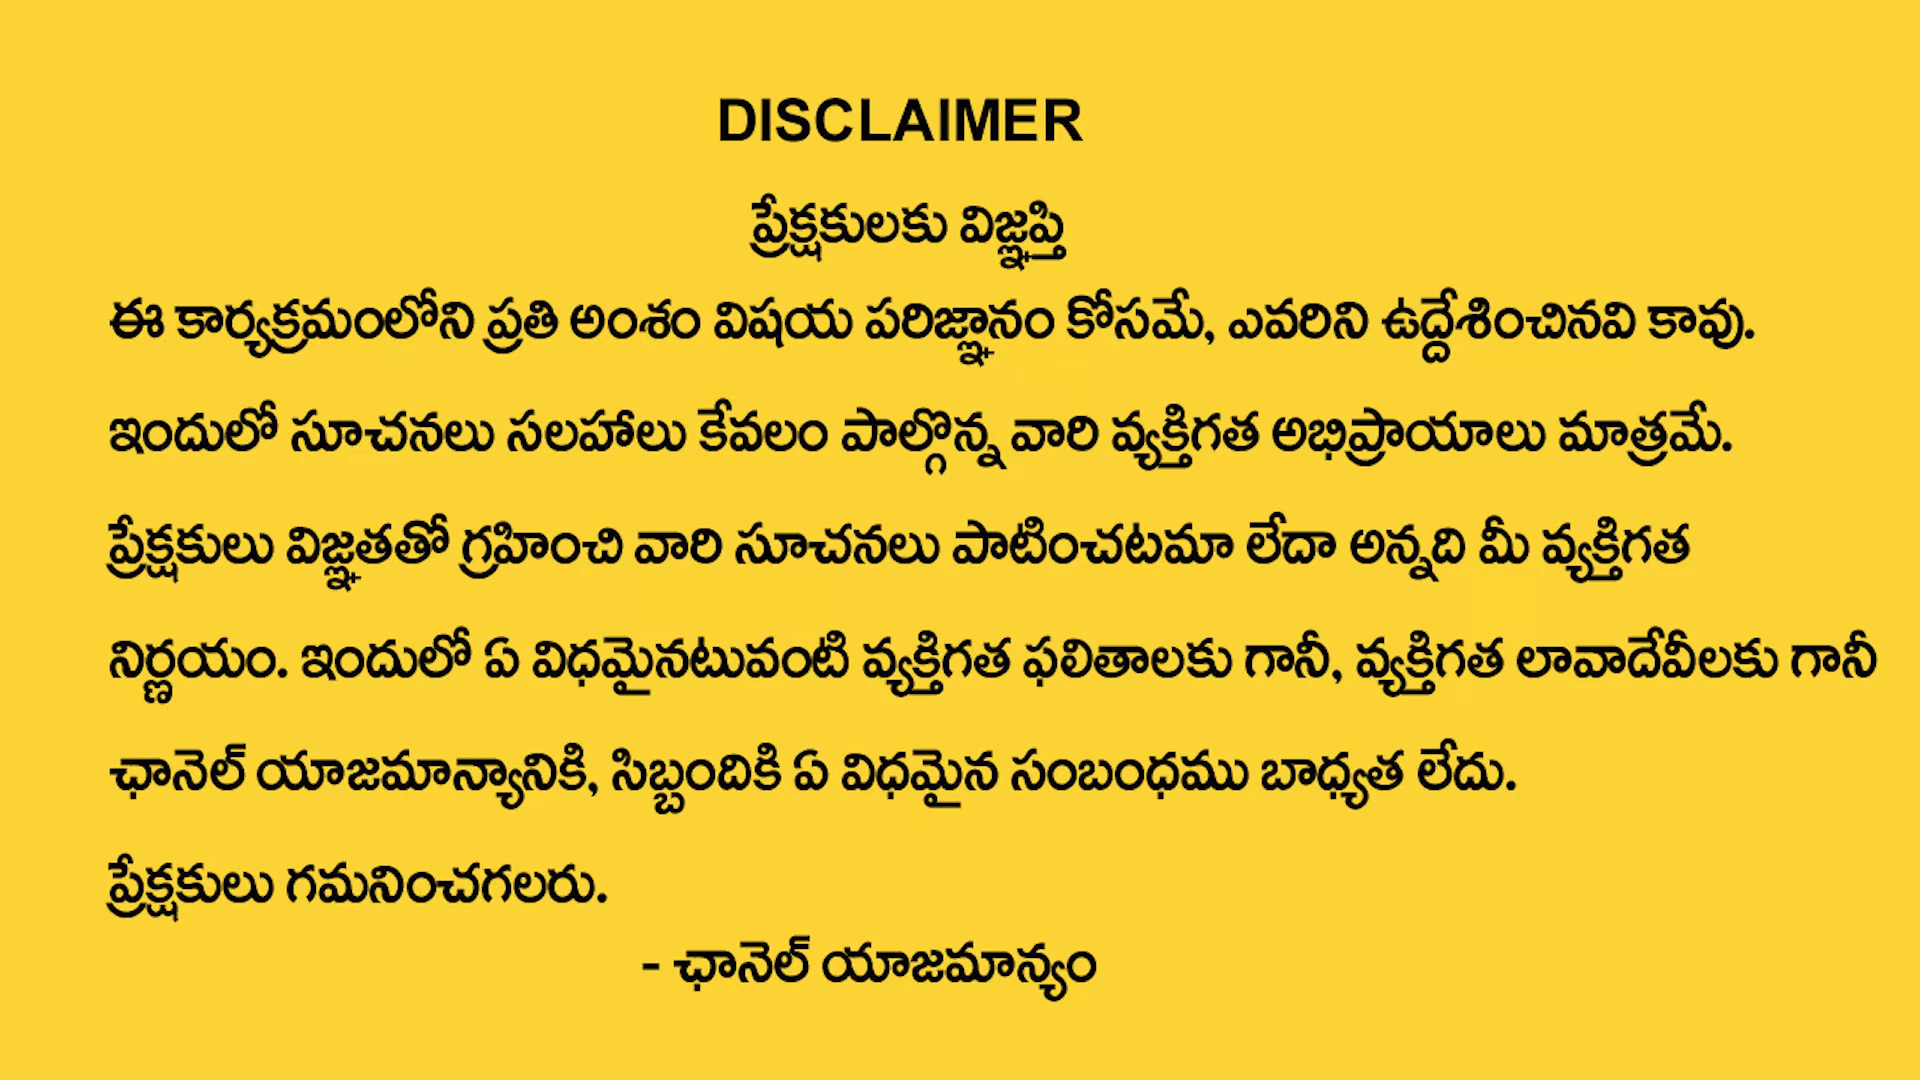 DISCLAIMER
ప్రేక్షకులకు విజ్ఞప్తి
ఈ కార్యక్రమంలోని ప్రతి అంశం విషయ పరిజ్ఞానం కోసమే, ఎవరిని ఉద్దేశించినవి కావు.
ఇందులో సూచనలు సలహాలు కేవలం పాల్గొన్న వారి వ్యక్తిగత అభిప్రాయాలు మాత్రమే.
ప్రేక్షకులు విజ్ఞతతో గ్రహించి వారి సూచనలు పాటించటమా లేదా అన్నది మీ వ్యక్తిగత
నిర్ణయం. ఇందులో ఏ విధమైనటువంటి వ్యక్తిగత ఫలితాలకు గానీ, వ్యక్తిగత లావాదేవీలకు గానీ
ఛానెల్ యాజమాన్యానికి, సిబ్బందికి ఏ విధమైన సంబంధము బాధ్యత లేదు.
ప్రేక్షకులు గమనించగలరు.
- ఛానెల్ యాజమాన్యం